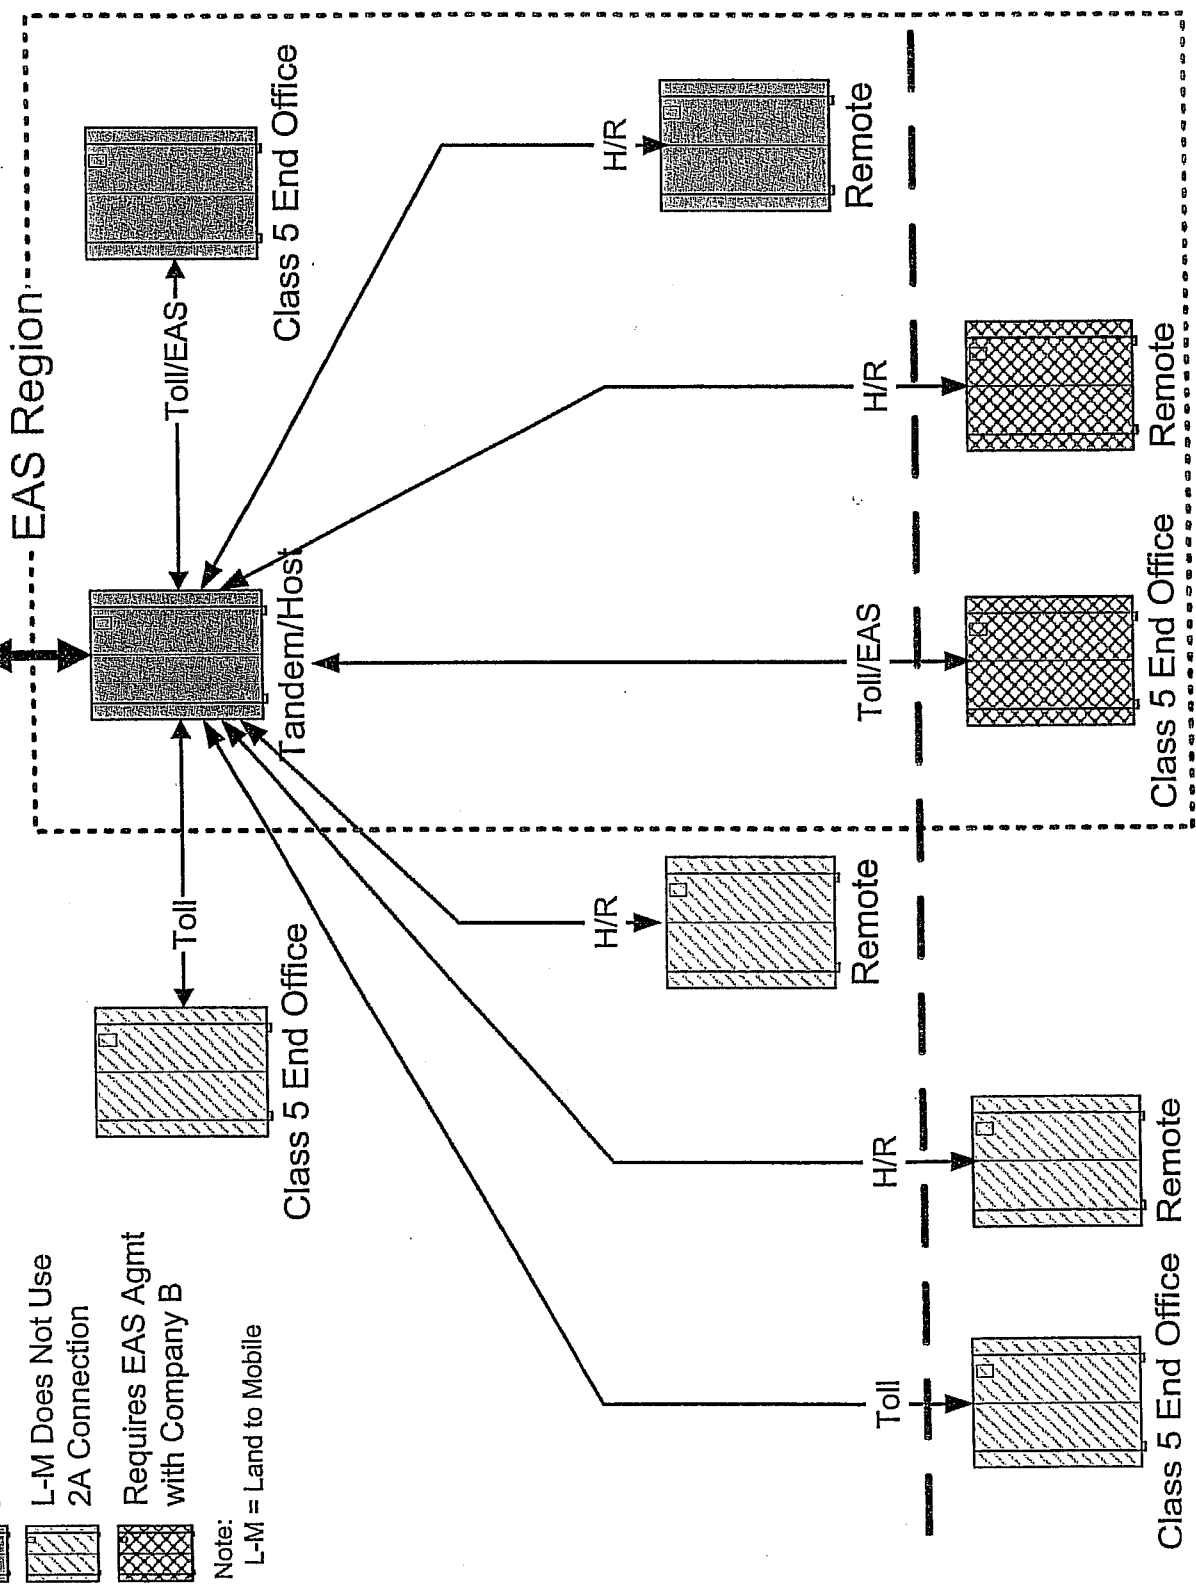 L-M Does Not Use
2A Connection
Requires EAS Agmt
with Company B
Note:
L-M = Land to Mobile
EAS Region
Toll
Toll/EAS
Class 5 End Office
Tandem/Host
Class 5 End Office
H/R
H/R
Remote
Remote
Toll
H/R
Toll/EAS
H/R
Class 5 End Office
Remote
Class 5 End Office
Remote